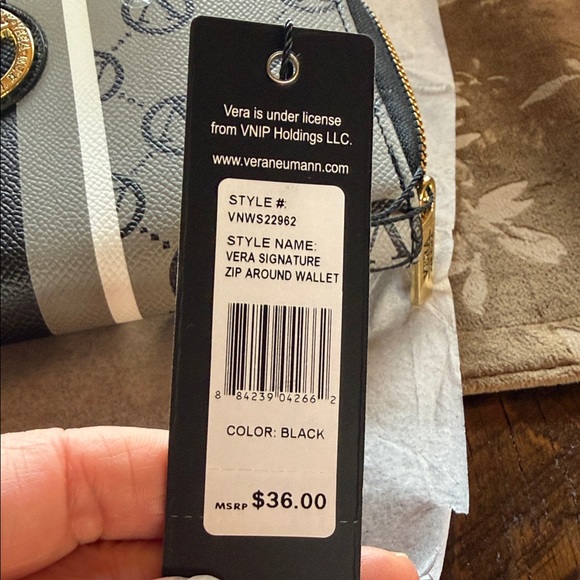 Vera is under license
from VNIP Holdings LLC.
www.veraneumann.com
STYLE #:
VNWS22962
STYLE NAME:
VERA SIGNATURE
ZIP AROUND WALLET
8 84239 04266 2
COLOR: BLACK
MSRP $36.00